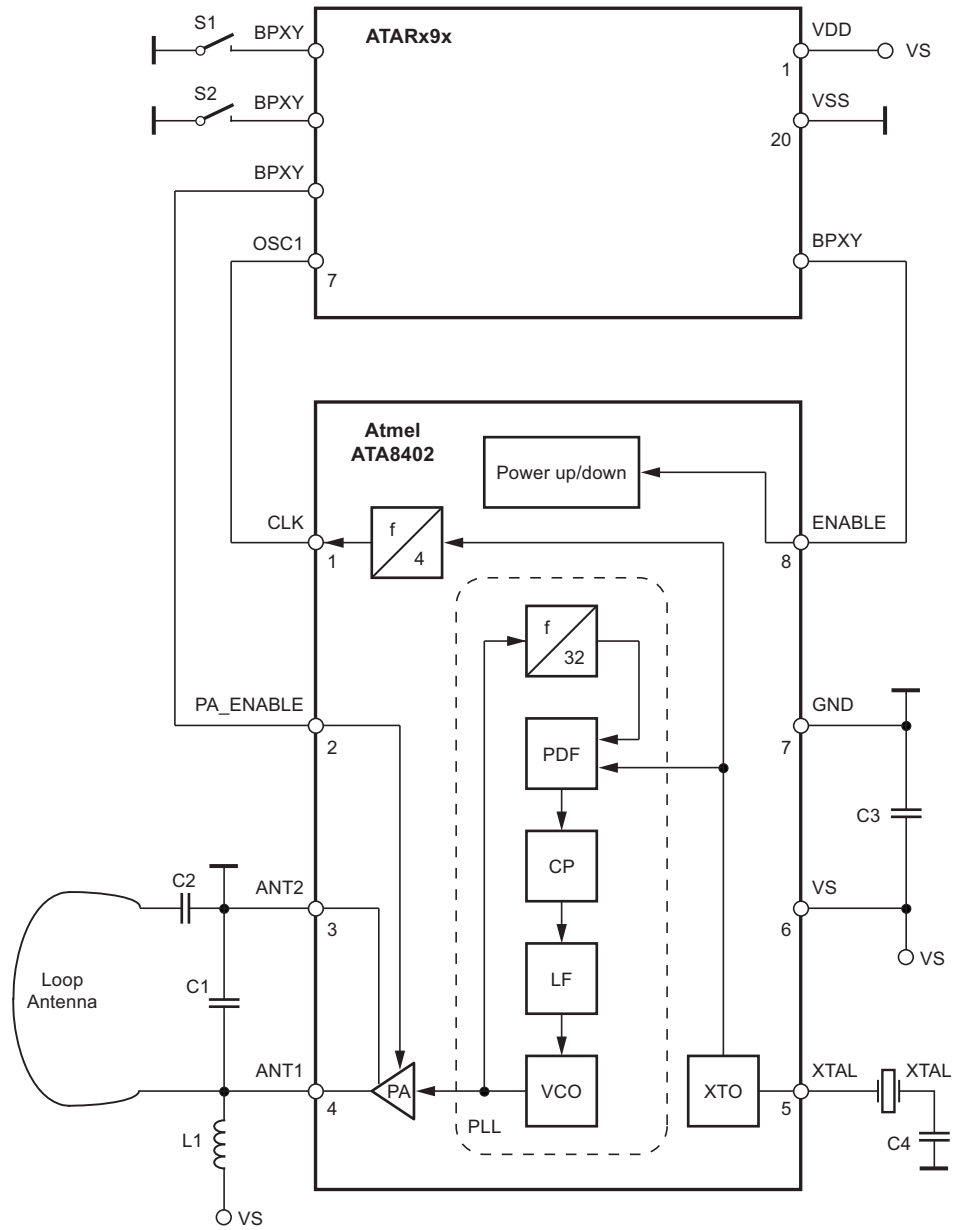 S1
BPXY
ATARx9x
VDD
1
VS
S2
BPXY
VSS
20
BPXY
OSC1
7
BPXY
Atmel
ATA8402
Power up/down
CLK
1
f
4
ENABLE
8
f
32
PA_ENABLE
2
PDF
GND
7
C3
CP
C2
ANT2
3
VS
6
VS
Loop
Antenna
C1
LF
ANT1
4
PA
VCO
PLL
XTO
XTAL
5
XTAL
L1
C4
VS